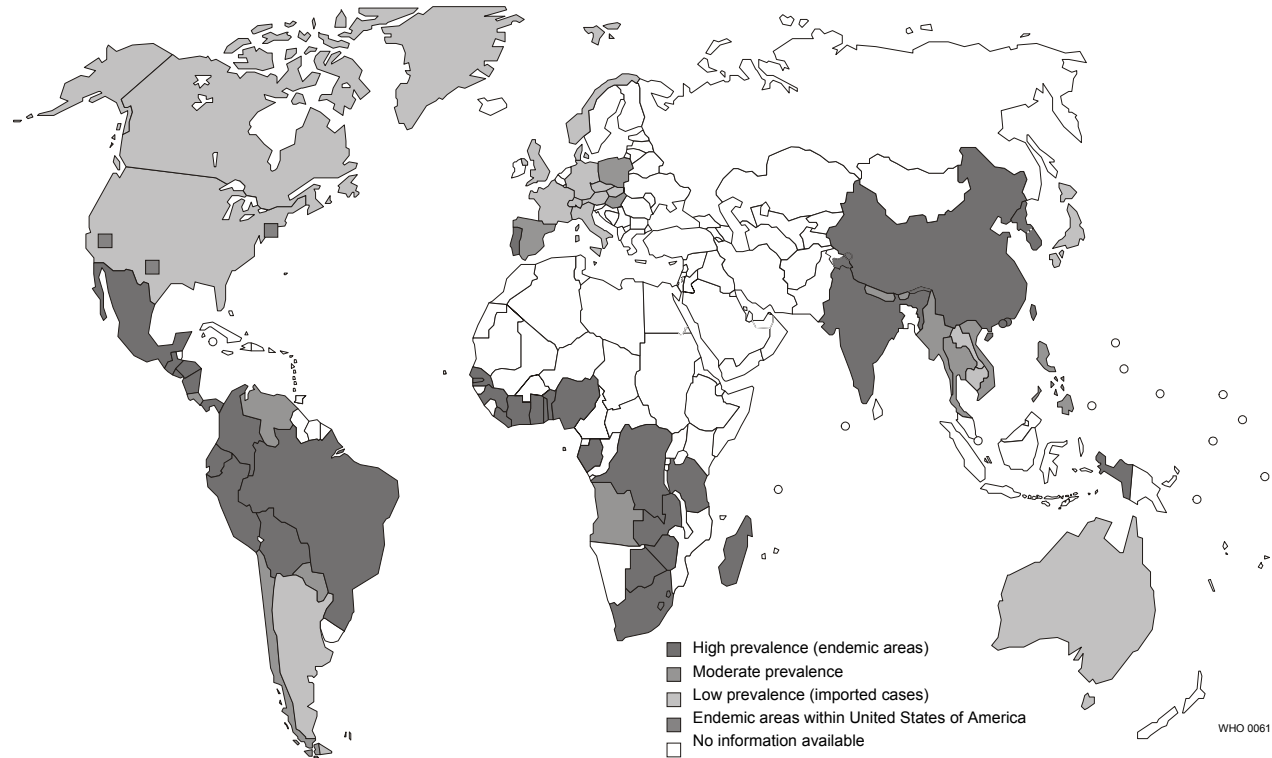 High prevalence (endemic areas)
Moderate prevalence
Low prevalence (imported cases)
Endemic areas within United States of America
No information available
WHO 0061